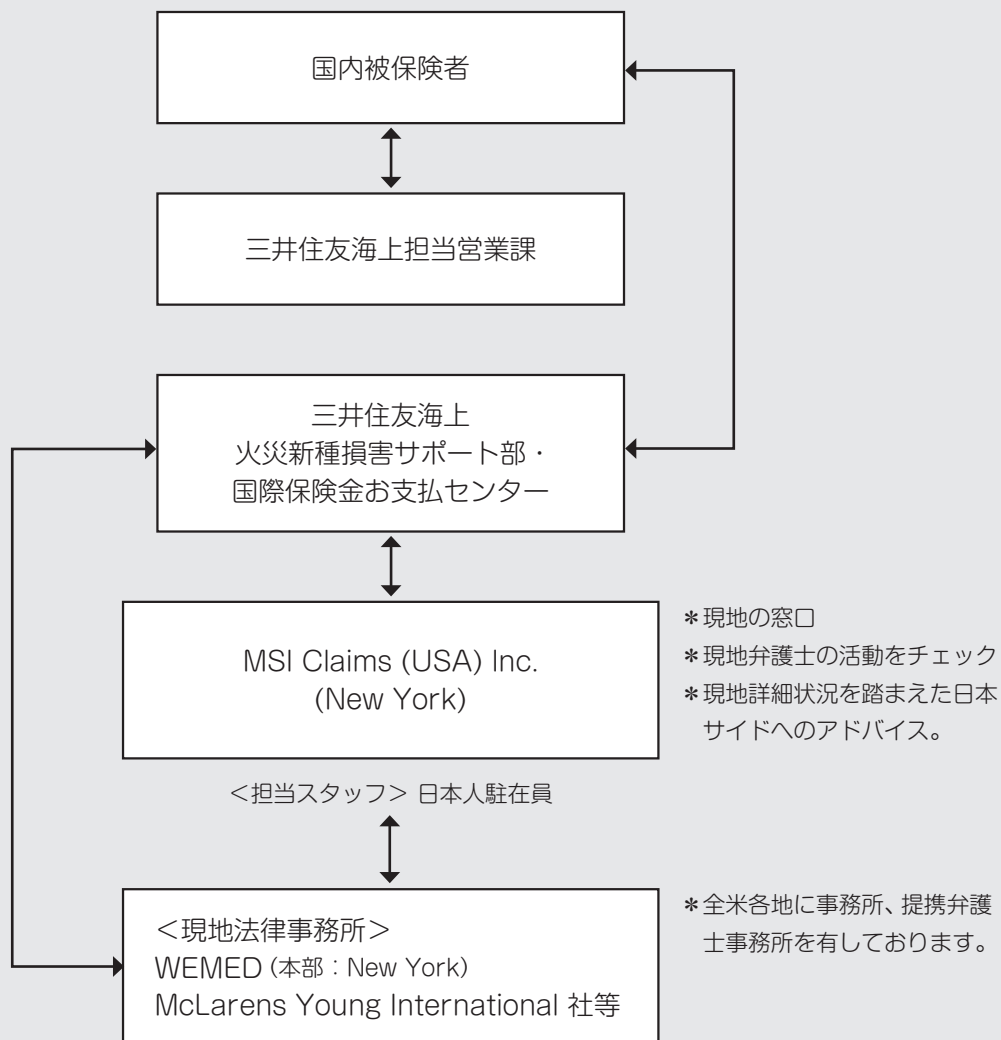 国内被保険者
三井住友海上担当営業課
三井住友海上
火災新種損害サポート部・
国際保険金お支払センター
MSI Claims (USA) Inc.
(New York)
＊現地の窓口
＊現地弁護士の活動をチェック
＊現地詳細状況を踏まえた日本
サイドへのアドバイス。
＜担当スタッフ＞ 日本人駐在員
＜現地法律事務所＞
WEMED (本部：New York)
McLarens Young International 社等
＊全米各地に事務所、提携弁護
士事務所を有しております。